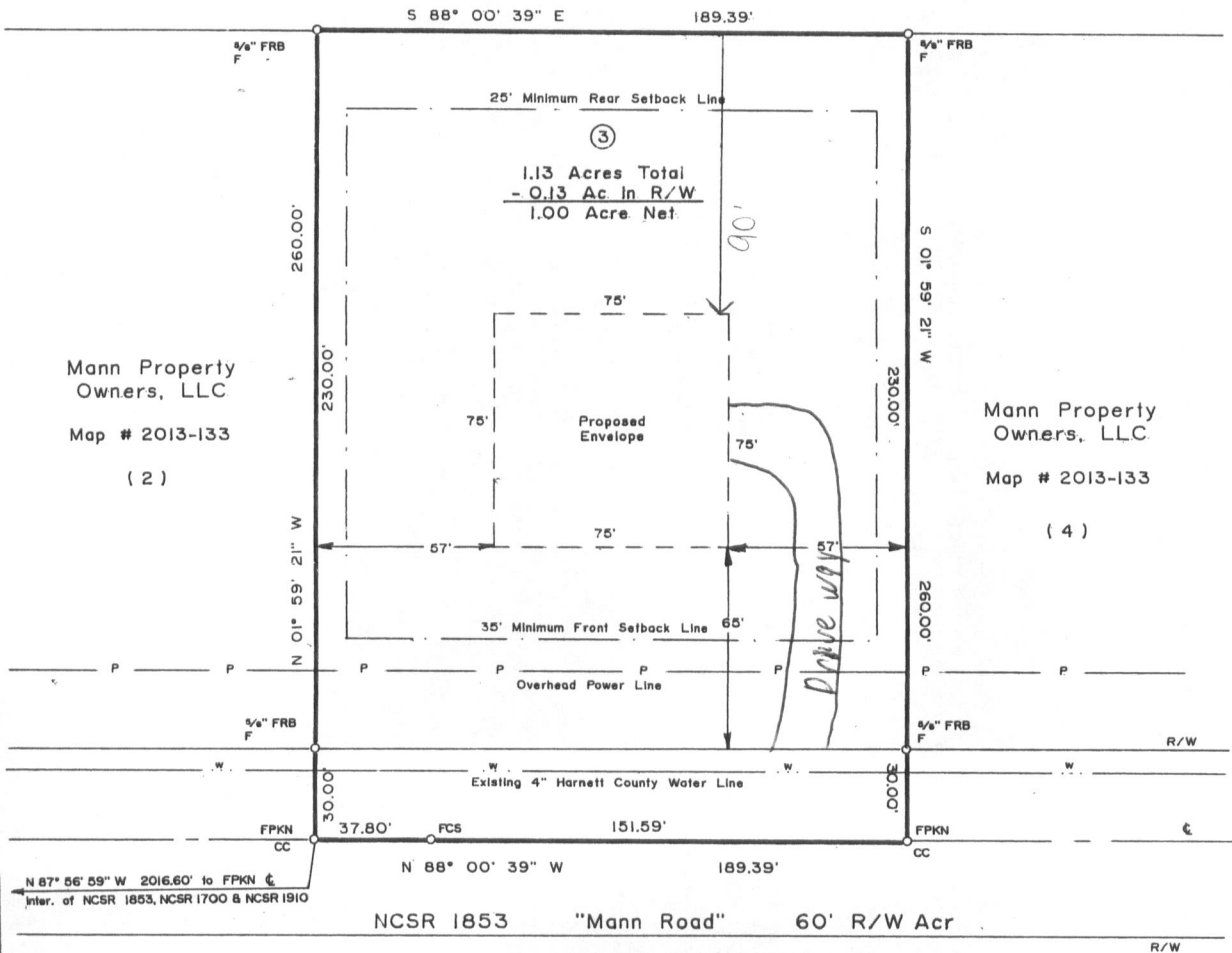 S 88° 00' 39" E 189.39'
5/8" FRB
F
5/8" FRB
F
25' Minimum Rear Setback Line
3
1.13 Acres Total
- 0.13 Ac. In R/W
1.00 Acre Net
90'
260.00'
230.00'
N 01° 59' 21" W
S 01° 59' 21" W
230.00'
260.00'
Mann Property
Owners, LLC
Map # 2013-133
( 2 )
75'
75'
Proposed
Envelope
75'
75'
57'
57'
65'
Drive way
Mann Property
Owners, LLC
Map # 2013-133
( 4 )
35' Minimum Front Setback Line
P P P P P P P P
Overhead Power Line
5/8" FRB
F
5/8" FRB
F
R/W
W W W W
Existing 4" Harnett County Water Line
30.00'
30.00'
FPKN
CC
37.80'
FCS
151.59'
FPKN
CC
℄
N 88° 00' 39" W 189.39'
N 87° 56' 59" W 2016.60' to FPKN ℄
Inter. of NCSR 1853, NCSR 1700 & NCSR 1910
NCSR 1853 "Mann Road" 60' R/W Acr
R/W